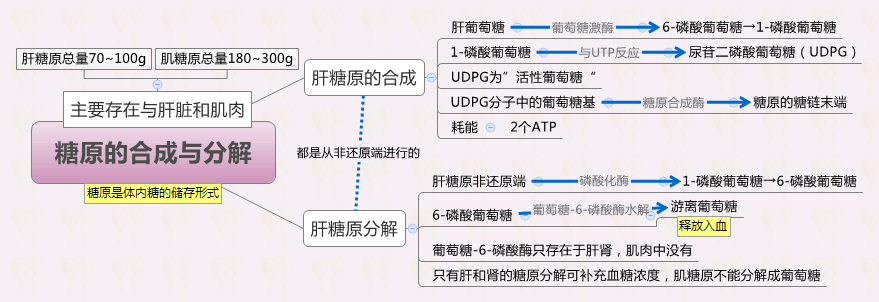 肝糖原总量70~100g
肌糖原总量180~300g
主要存在与肝脏和肌肉
糖原的合成与分解
糖原是体内糖的储存形式
都是从非还原端进行的
肝糖原的合成
肝葡萄糖 葡萄糖激酶 6-磷酸葡萄糖→1-磷酸葡萄糖
1-磷酸葡萄糖 与UTP反应 尿苷二磷酸葡萄糖（UDPG）
UDPG为”活性葡萄糖“
UDPG分子中的葡萄糖基 糖原合成酶 糖原的糖链末端
耗能 2个ATP
肝糖原分解
肝糖原非还原端 磷酸化酶 1-磷酸葡萄糖→6-磷酸葡萄糖
6-磷酸葡萄糖 葡萄糖-6-磷酸酶水解 游离葡萄糖
释放入血
葡萄糖-6-磷酸酶只存在于肝肾，肌肉中没有
只有肝和肾的糖原分解可补充血糖浓度，肌糖原不能分解成葡萄糖